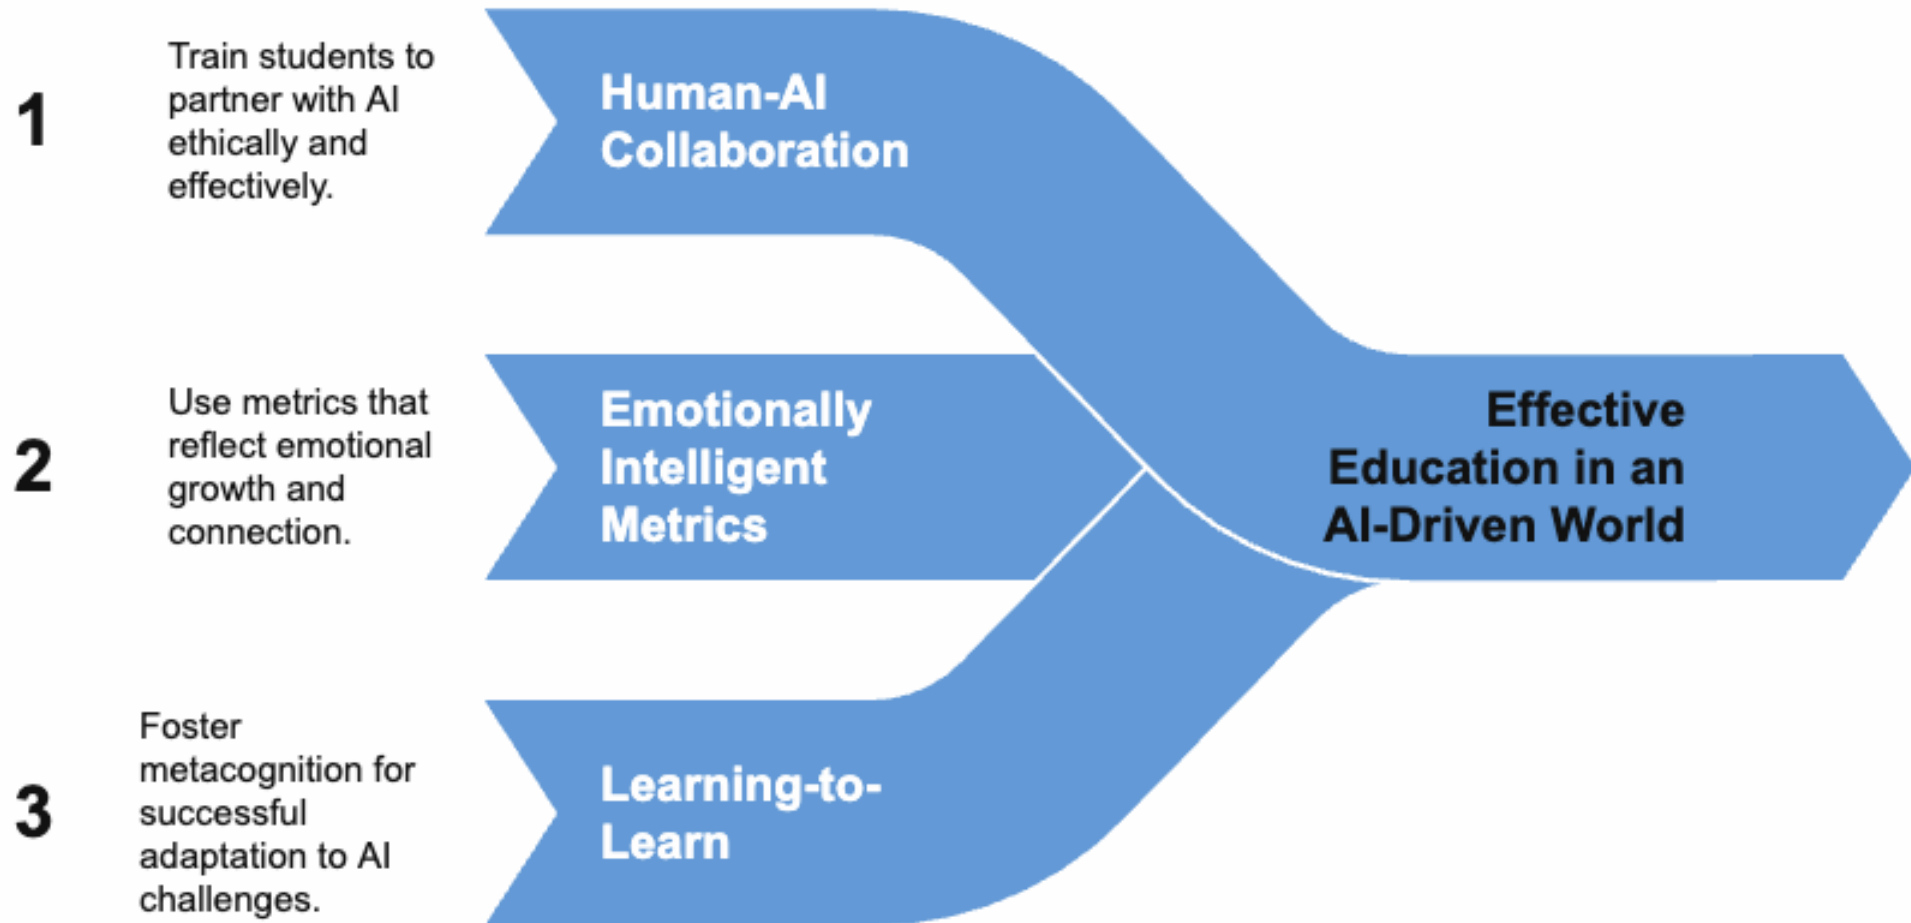 1
Train students to
partner with AI
ethically and
effectively.
Human-AI
Collaboration
2
Use metrics that
reflect emotional
growth and
connection.
Emotionally
Intelligent
Metrics
Effective
Education in an
AI-Driven World
3
Foster
metacognition for
successful
adaptation to AI
challenges.
Learning-to-
Learn